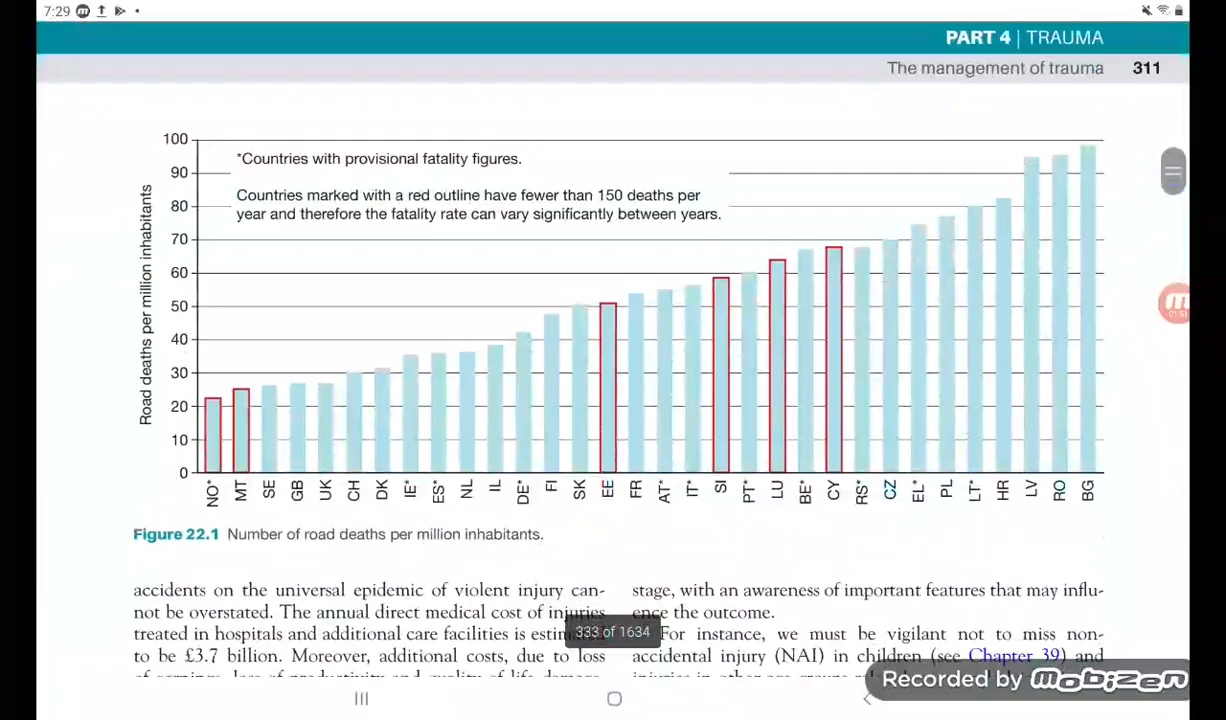 7:29
PART 4 | TRAUMA
The management of trauma 311
100
90
80
70
60
50
40
30
20
10
0
Road deaths per million inhabitants
*Countries with provisional fatality figures.
Countries marked with a red outline have fewer than 150 deaths per
year and therefore the fatality rate can vary significantly between years.
NO* MT SE GB UK CH DK IE* ES* NL IL DE* FI SK EE FR AT* IT* SI PT* LU BE* CY RS* CZ EL* PL LT* HR LV RO BG
Figure 22.1 Number of road deaths per million inhabitants.
accidents on the universal epidemic of violent injury can-
not be overstated. The annual direct medical cost of injuries
treated in hospitals and additional care facilities is
to be £3.7 billion. Moreover, additional costs, due to loss
stage, with an awareness of important features that may influ-
ence the outcome.
For instance, we must be vigilant not to miss non-
accidental injury (NAI) in children (see Chapter 39) and
333 of 1634
Recorded by mobizen